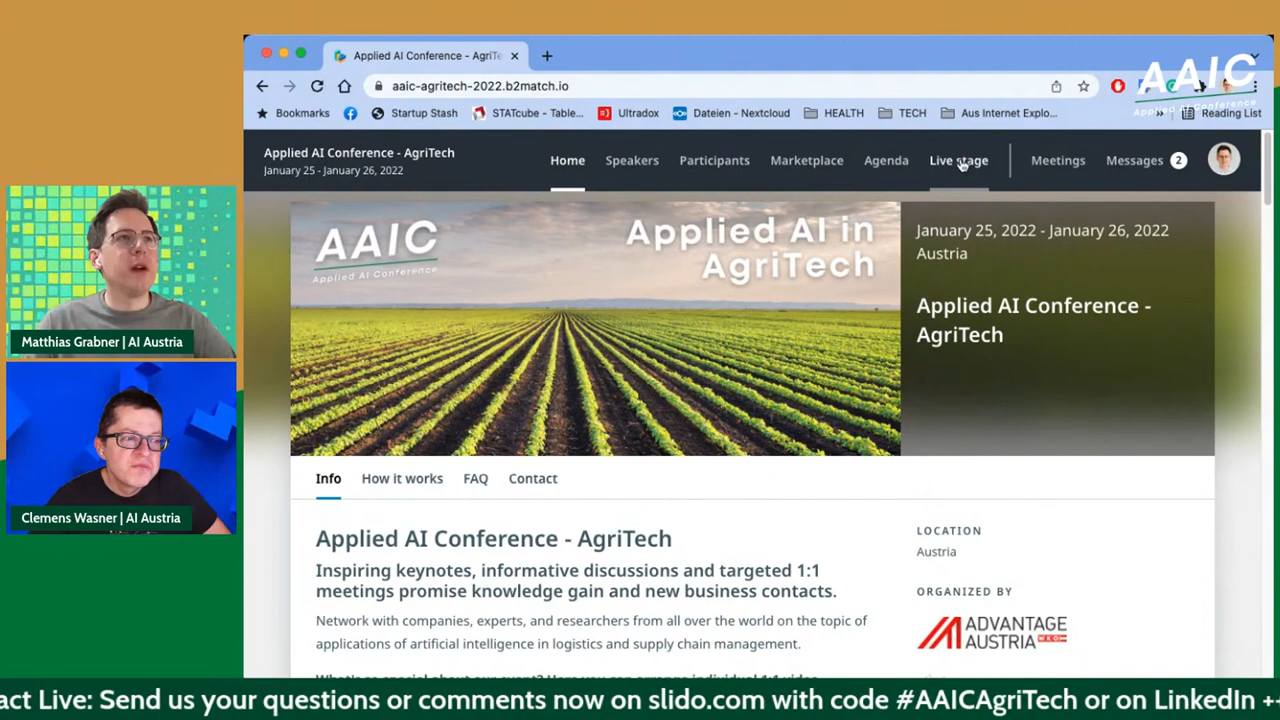 Applied AI Conference - AgriTe
aaic-agritech-2022.b2match.io
AAIC
Applied AI Conference
Bookmarks
Startup Stash
STATcube - Table...
Ultradox
Dateien - Nextcloud
HEALTH
TECH
Aus Internet Explo...
»
Reading List
Applied AI Conference - AgriTech
January 25 - January 26, 2022
Home
Speakers
Participants
Marketplace
Agenda
Live stage
Meetings
Messages 2
AAIC
Applied AI Conference
Applied AI in
AgriTech
January 25, 2022 - January 26, 2022
Austria
Applied AI Conference -
AgriTech
Matthias Grabner | AI Austria
Clemens Wasner | AI Austria
Info
How it works
FAQ
Contact
Applied AI Conference - AgriTech
Inspiring keynotes, informative discussions and targeted 1:1
meetings promise knowledge gain and new business contacts.
Network with companies, experts, and researchers from all over the world on the topic of
applications of artificial intelligence in logistics and supply chain management.
LOCATION
Austria
ORGANIZED BY
ADVANTAGE
AUSTRIA WKO
act Live: Send us your questions or comments now on slido.com with code #AAICAgriTech or on LinkedIn +